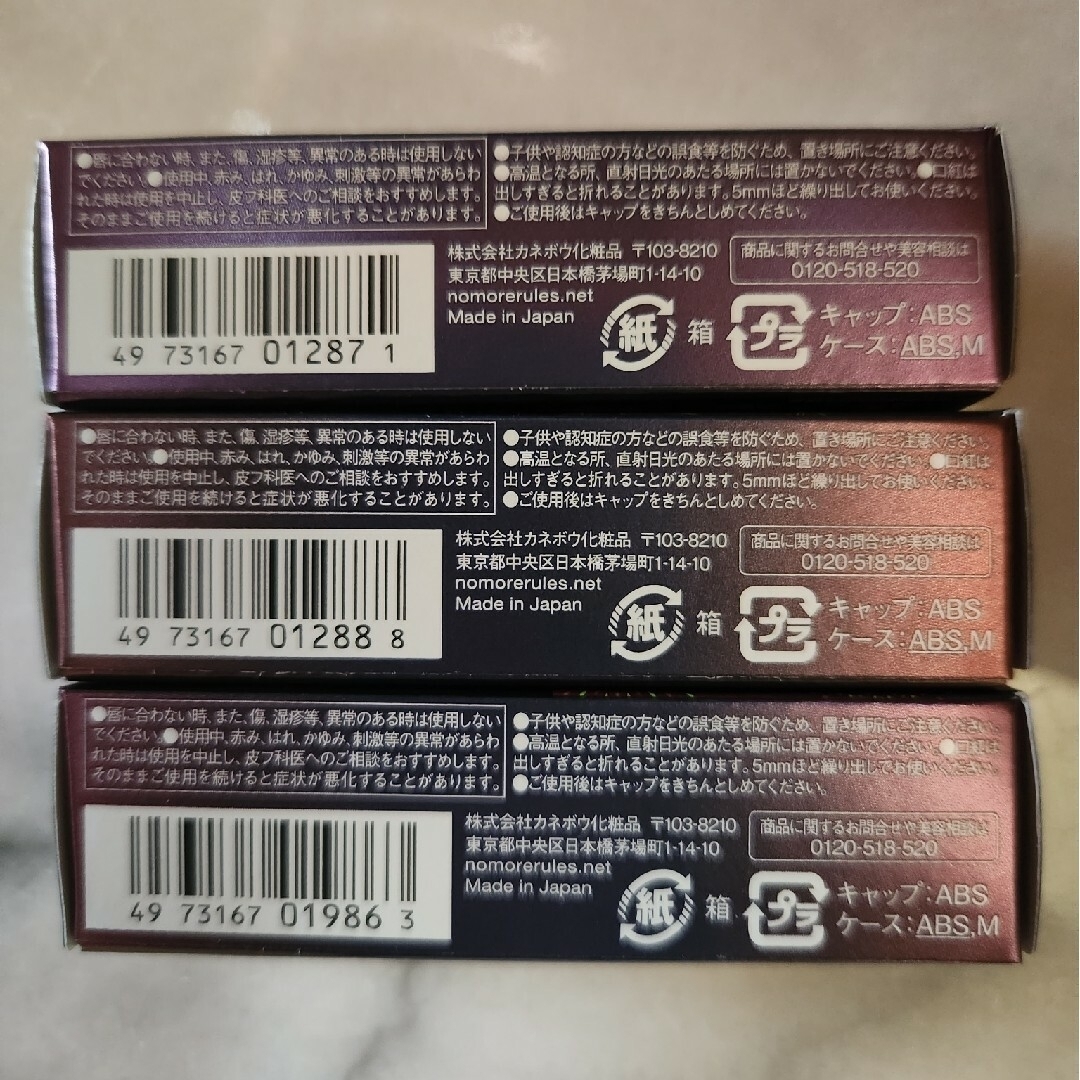 ●唇に合わない時、また、傷、湿疹等、異常のある時は使用しない
でください。●使用中、赤み、はれ、かゆみ、刺激等の異常があらわ
れた時は使用を中止し、皮フ科医へのご相談をおすすめします。
そのままご使用を続けると症状が悪化することがあります。
●子供や認知症の方などの誤食等を防ぐため、置き場所にご注意ください。
●高温となる所、直射日光のあたる場所には置かないでください。●口紅は
出しすぎると折れることがあります。5mmほど繰り出してお使いください。
●ご使用後はキャップをきちんとしめてください。
49 73167 01287 1
株式会社カネボウ化粧品 〒103-8210
東京都中央区日本橋茅場町1-14-10
nomorerules.net
Made in Japan
商品に関するお問合せや美容相談は
0120-518-520
紙 箱
プラ
キャップ:ABS
ケース:ABS,M
●唇に合わない時、また、傷、湿疹等、異常のある時は使用しない
でください。●使用中、赤み、はれ、かゆみ、刺激等の異常があらわ
れた時は使用を中止し、皮フ科医へのご相談をおすすめします。
そのままご使用を続けると症状が悪化することがあります。
●子供や認知症の方などの誤食等を防ぐため、置き場所にご注意ください。
●高温となる所、直射日光のあたる場所には置かないでください。●口紅は
出しすぎると折れることがあります。5mmほど繰り出してお使いください。
●ご使用後はキャップをきちんとしめてください。
49 73167 01288 8
株式会社カネボウ化粧品 〒103-8210
東京都中央区日本橋茅場町1-14-10
nomorerules.net
Made in Japan
商品に関するお問合せや美容相談は
0120-518-520
紙 箱
プラ
キャップ:ABS
ケース:ABS,M
●唇に合わない時、また、傷、湿疹等、異常のある時は使用しない
でください。●使用中、赤み、はれ、かゆみ、刺激等の異常があらわ
れた時は使用を中止し、皮フ科医へのご相談をおすすめします。
そのままご使用を続けると症状が悪化することがあります。
●子供や認知症の方などの誤食等を防ぐため、置き場所にご注意ください。
●高温となる所、直射日光のあたる場所には置かないでください。●口紅は
出しすぎると折れることがあります。5mmほど繰り出してお使いください。
●ご使用後はキャップをきちんとしめてください。
49 73167 01986 3
株式会社カネボウ化粧品 〒103-8210
東京都中央区日本橋茅場町1-14-10
nomorerules.net
Made in Japan
商品に関するお問合せや美容相談は
0120-518-520
紙 箱
プラ
キャップ:ABS
ケース:ABS,M